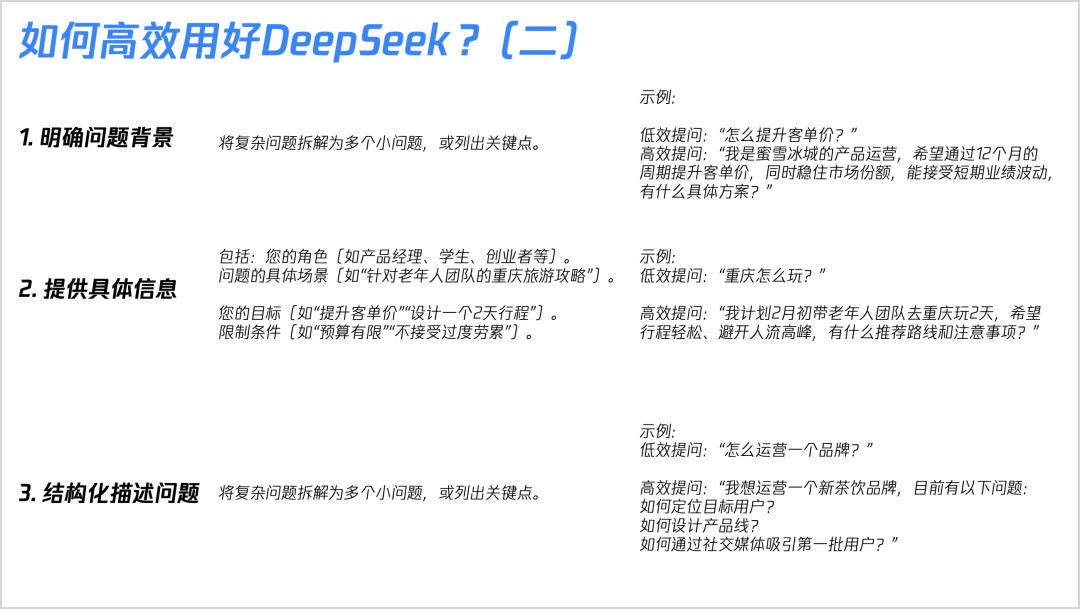 如何高效用好DeepSeek？（二）
1. 明确问题背景
将复杂问题拆解为多个小问题，或列出关键点。
示例:
低效提问：“怎么提升客单价？”
高效提问：“我是蜜雪冰城的产品运营，希望通过12个月的
周期提升客单价，同时稳住市场份额，能接受短期业绩波动，
有什么具体方案？”
2. 提供具体信息
包括：您的角色（如产品经理、学生、创业者等）。
问题的具体场景（如“针对老年人团队的重庆旅游攻略”）。
您的目标（如“提升客单价”“设计一个2天行程”）。
限制条件（如“预算有限”“不接受过度劳累”）。
示例:
低效提问：“重庆怎么玩？”
高效提问：“我计划2月初带老年人团队去重庆玩2天，希望
行程轻松、避开人流高峰，有什么推荐路线和注意事项？”
3. 结构化描述问题
将复杂问题拆解为多个小问题，或列出关键点。
示例:
低效提问：“怎么运营一个品牌？”
高效提问：“我想运营一个新茶饮品牌，目前有以下问题:
如何定位目标用户?
如何设计产品线?
如何通过社交媒体吸引第一批用户？”